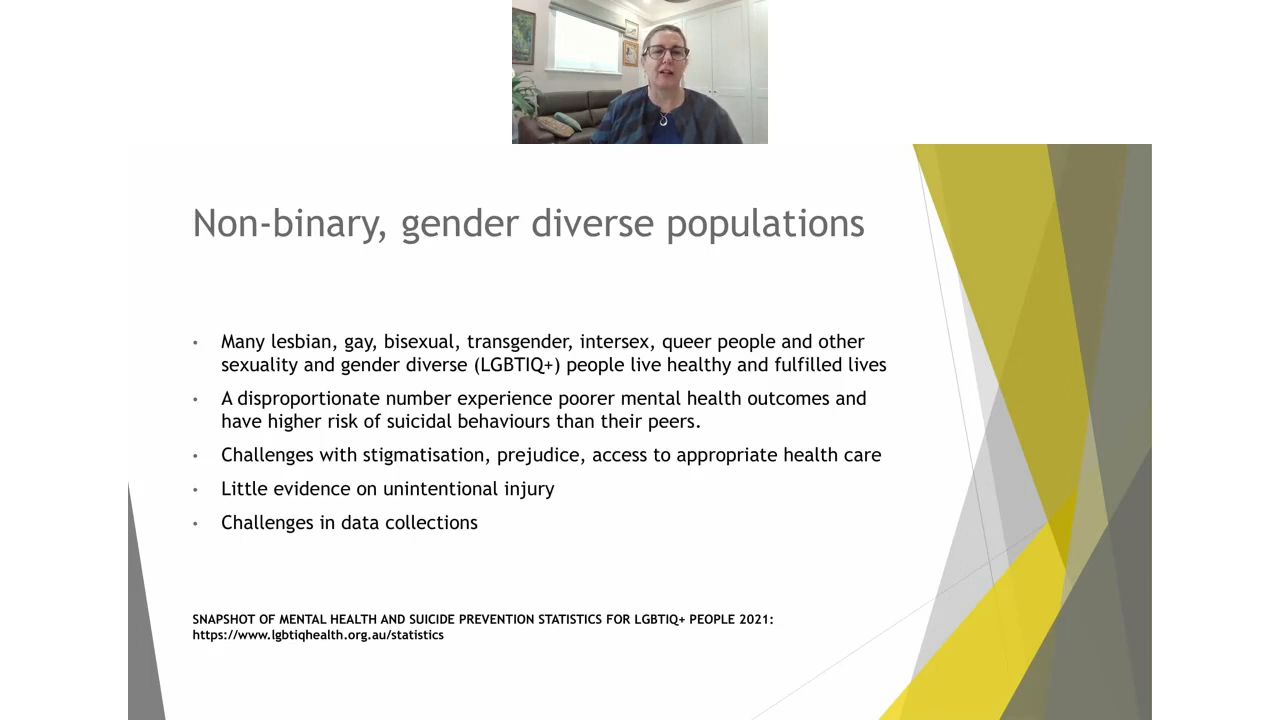 Non-binary, gender diverse populations
• Many lesbian, gay, bisexual, transgender, intersex, queer people and other
sexuality and gender diverse (LGBTIQ+) people live healthy and fulfilled lives
• A disproportionate number experience poorer mental health outcomes and
have higher risk of suicidal behaviours than their peers.
• Challenges with stigmatisation, prejudice, access to appropriate health care
• Little evidence on unintentional injury
• Challenges in data collections
SNAPSHOT OF MENTAL HEALTH AND SUICIDE PREVENTION STATISTICS FOR LGBTIQ+ PEOPLE 2021:
https://www.lgbtiqhealth.org.au/statistics